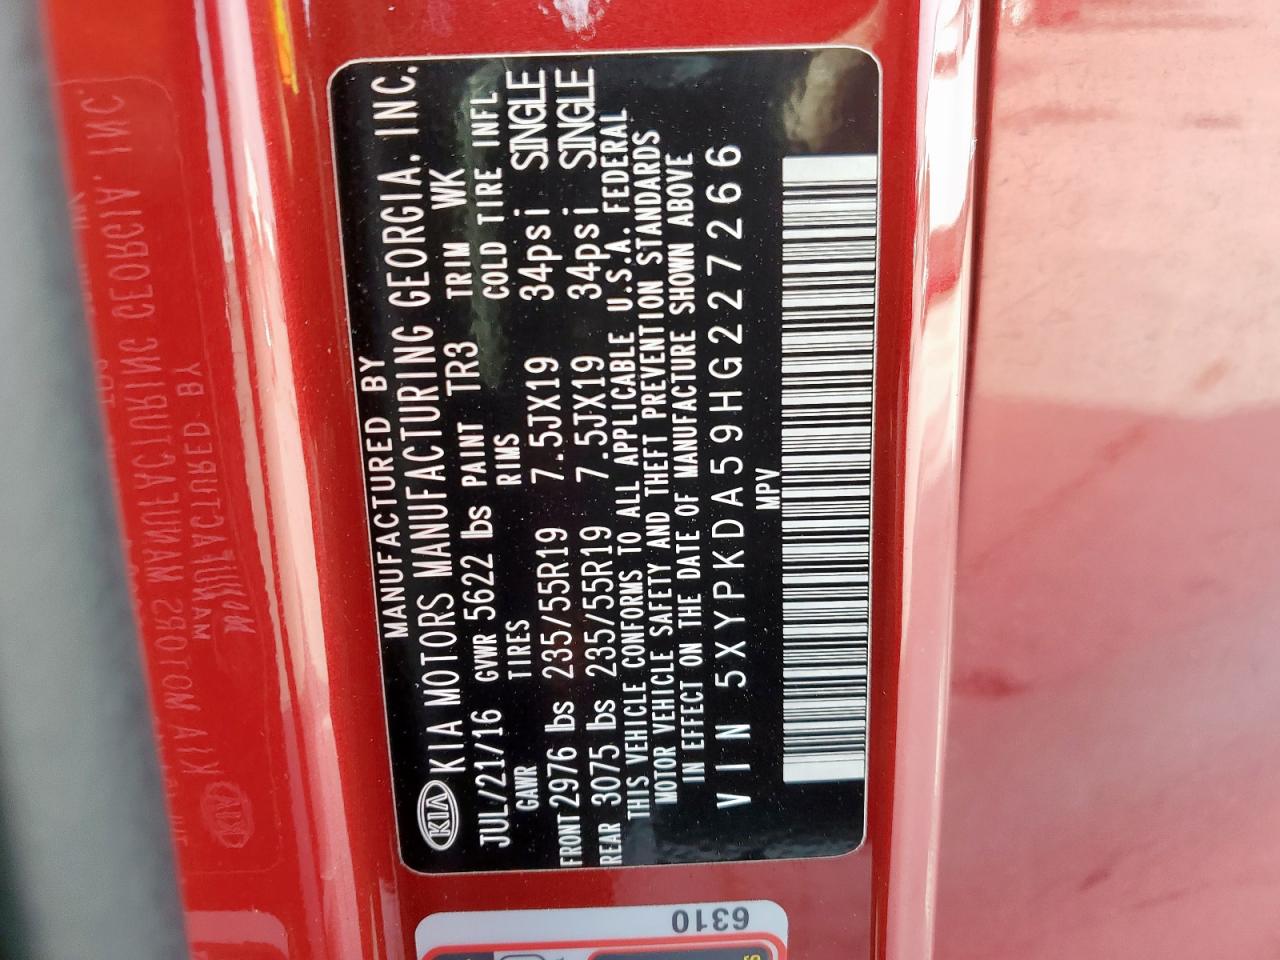 MANUFACTURED BY
KIA KIA MOTORS MANUFACTURING GEORGIA. INC.
JUL/21/16 GVWR 5622 lbs PAINT TR3 TRIM WK
GAWR TIRES RIMS COLD TIRE INFL
FRONT 2976 lbs 235/55R19 7.5JX19 34psi SINGLE
REAR 3075 lbs 235/55R19 7.5JX19 34psi SINGLE
THIS VEHICLE CONFORMS TO ALL APPLICABLE U.S.A. FEDERAL
MOTOR VEHICLE SAFETY AND THEFT PREVENTION STANDARDS
IN EFFECT ON THE DATE OF MANUFACTURE SHOWN ABOVE
VIN 5XYPKDA59HG227266
MPV
6310